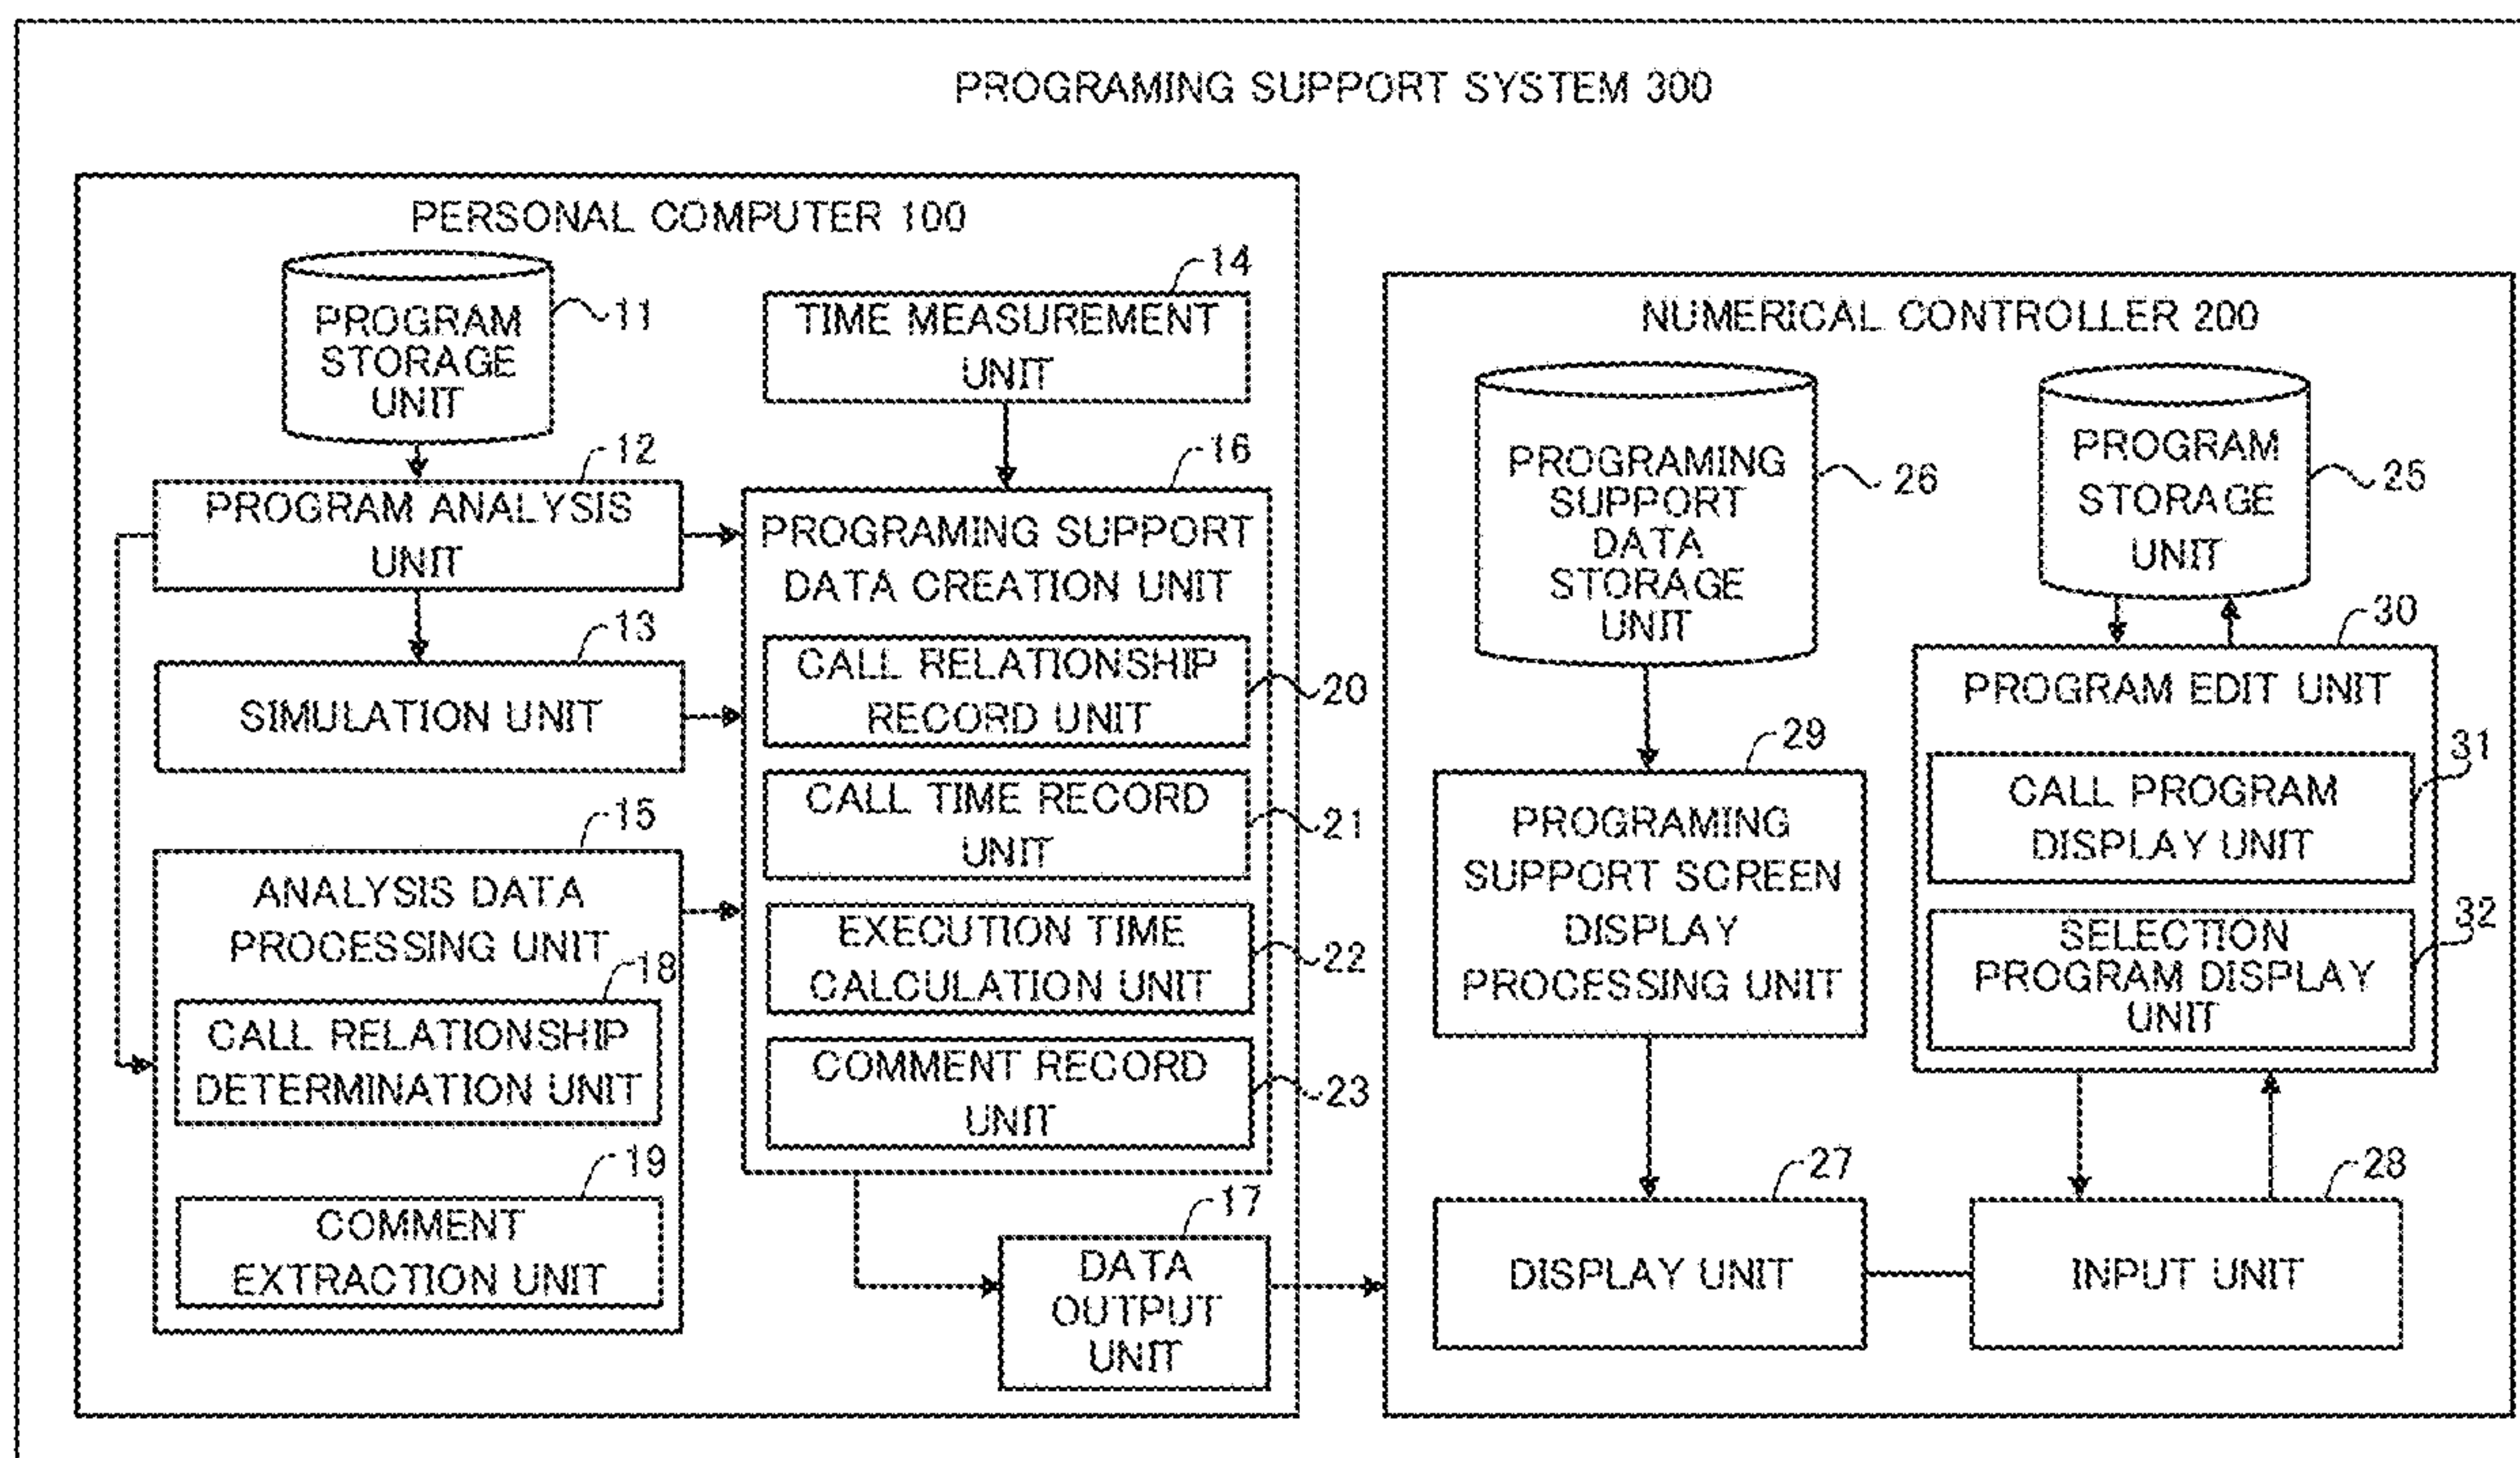 PROGRAMING SUPPORT SYSTEM 300
PERSONAL COMPUTER 100
PROGRAM
STORAGE
UNIT
11
14
TIME MEASUREMENT
UNIT
12
PROGRAM ANALYSIS
UNIT
13
SIMULATION UNIT
15
ANALYSIS DATA
PROCESSING UNIT
18
CALL RELATIONSHIP
DETERMINATION UNIT
19
COMMENT
EXTRACTION UNIT
16
PROGRAMING SUPPORT
DATA CREATION UNIT
CALL RELATIONSHIP
RECORD UNIT
20
CALL TIME RECORD
UNIT
21
EXECUTION TIME
CALCULATION UNIT
22
COMMENT RECORD
UNIT
23
17
DATA
OUTPUT
UNIT
NUMERICAL CONTROLLER 200
PROGRAMING
SUPPORT
DATA
STORAGE
UNIT
26
PROGRAM
STORAGE
UNIT
25
29
PROGRAMING
SUPPORT SCREEN
DISPLAY
PROCESSING UNIT
30
PROGRAM EDIT UNIT
31
CALL PROGRAM
DISPLAY UNIT
32
SELECTION
PROGRAM DISPLAY
UNIT
27
DISPLAY UNIT
28
INPUT UNIT